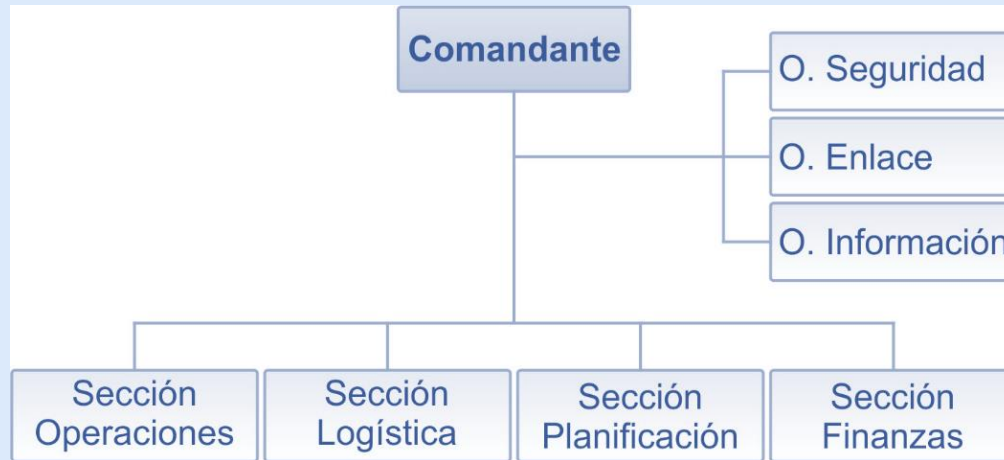 Comandante
O. Seguridad
O. Enlace
O. Información
Sección
Operaciones
Sección
Logística
Sección
Planificación
Sección
Finanzas